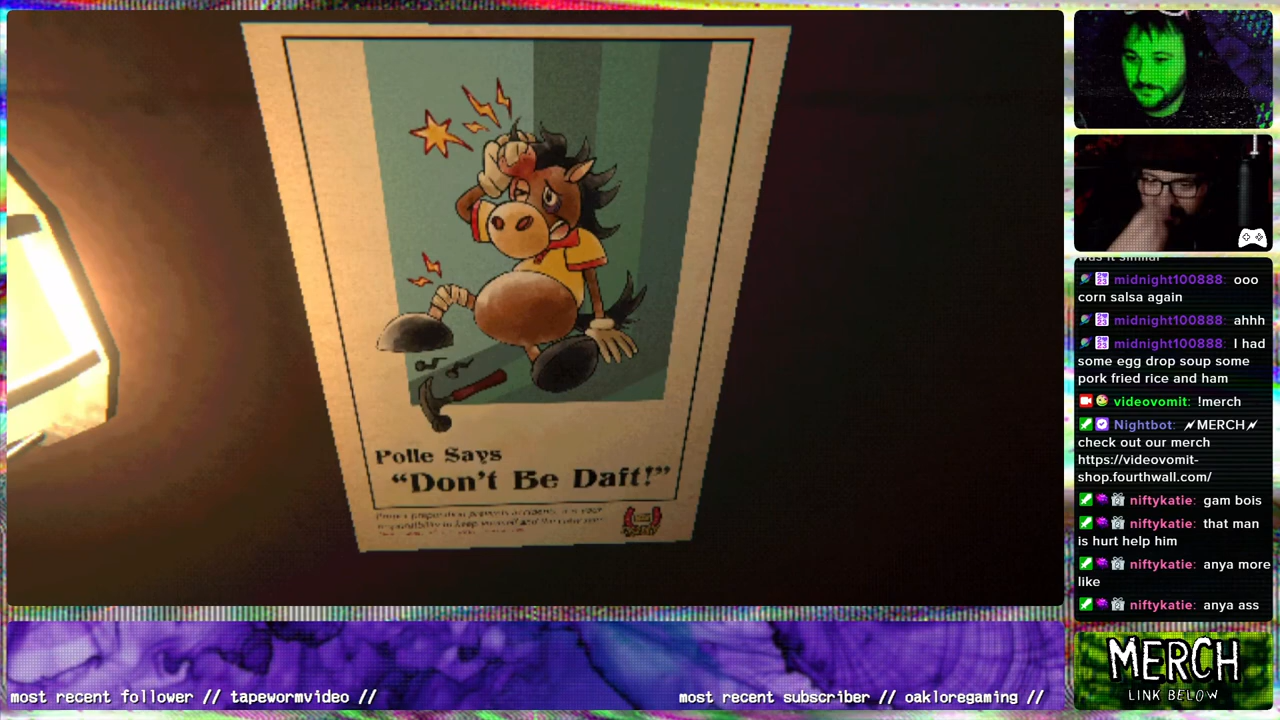 Polle Says
"Don't Be Daft!"
was it similar
midnight100888: ooo
corn salsa again
midnight100888: ahhh
midnight100888: I had
some egg drop soup some
pork fried rice and ham
videovomit: !merch
Nightbot: MERCH
check out our merch
https://videovomit-
shop.fourthwall.com/
niftykatie: gam bois
niftykatie: that man
is hurt help him
niftykatie: anya more
like
niftykatie: anya ass
MERCH
LINK BELOW
most recent follower // tapewormvideo //
most recent subscriber // oakloregaming //